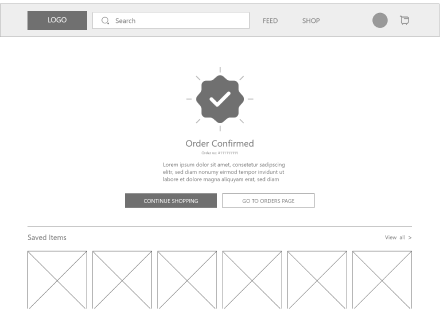 LOGO
Search
FEED
SHOP
Order Confirmed
Lorem ipsum dolor sit amet, consetetur sadipscing
elitr, sed diam nonumy eirmod tempor invidunt ut
labore et dolore magna aliquyam erat, sed diam
CONTINUE SHOPPING
GO TO ORDERS PAGE
Saved Items
View all >